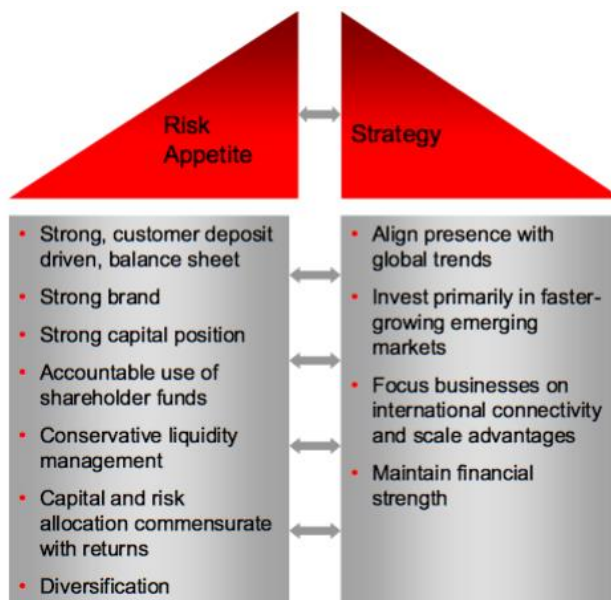 Risk
Appetite
Strategy
• Strong, customer deposit
driven, balance sheet
• Strong brand
• Strong capital position
• Accountable use of
shareholder funds
• Conservative liquidity
management
• Capital and risk
allocation commensurate
with returns
• Diversification
• Align presence with
global trends
• Invest primarily in faster-
growing emerging
markets
• Focus businesses on
international connectivity
and scale advantages
• Maintain financial
strength